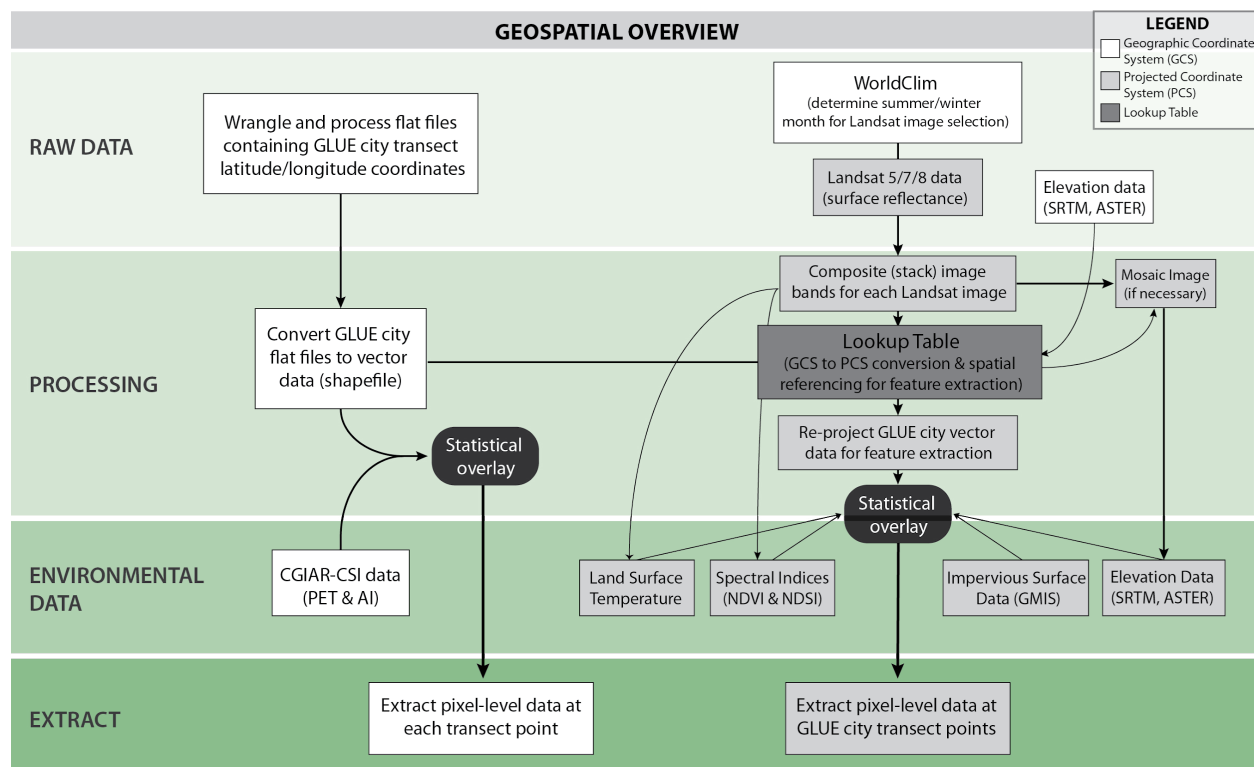 GEOSPATIAL OVERVIEW
LEGEND
Geographic Coordinate
System (GCS)
Projected Coordinate
System (PCS)
Lookup Table
RAW DATA
Wrangle and process flat files
containing GLUE city transect
latitude/longitude coordinates
WorldClim
(determine summer/winter
month for Landsat image selection)
Landsat 5/7/8 data
(surface reflectance)
Elevation data
(SRTM, ASTER)
PROCESSING
Composite (stack) image
bands for each Landsat image
Mosaic Image
(if necessary)
Convert GLUE city
flat files to vector
data (shapefile)
Lookup Table
(GCS to PCS conversion & spatial
referencing for feature extraction)
Re-project GLUE city vector
data for feature extraction
Statistical
overlay
Statistical
overlay
ENVIRONMENTAL
DATA
CGIAR-CSI data
(PET & AI)
Land Surface
Temperature
Spectral Indices
(NDVI & NDSI)
Impervious Surface
Data (GMIS)
Elevation Data
(SRTM, ASTER)
EXTRACT
Extract pixel-level data at
each transect point
Extract pixel-level data at
GLUE city transect points